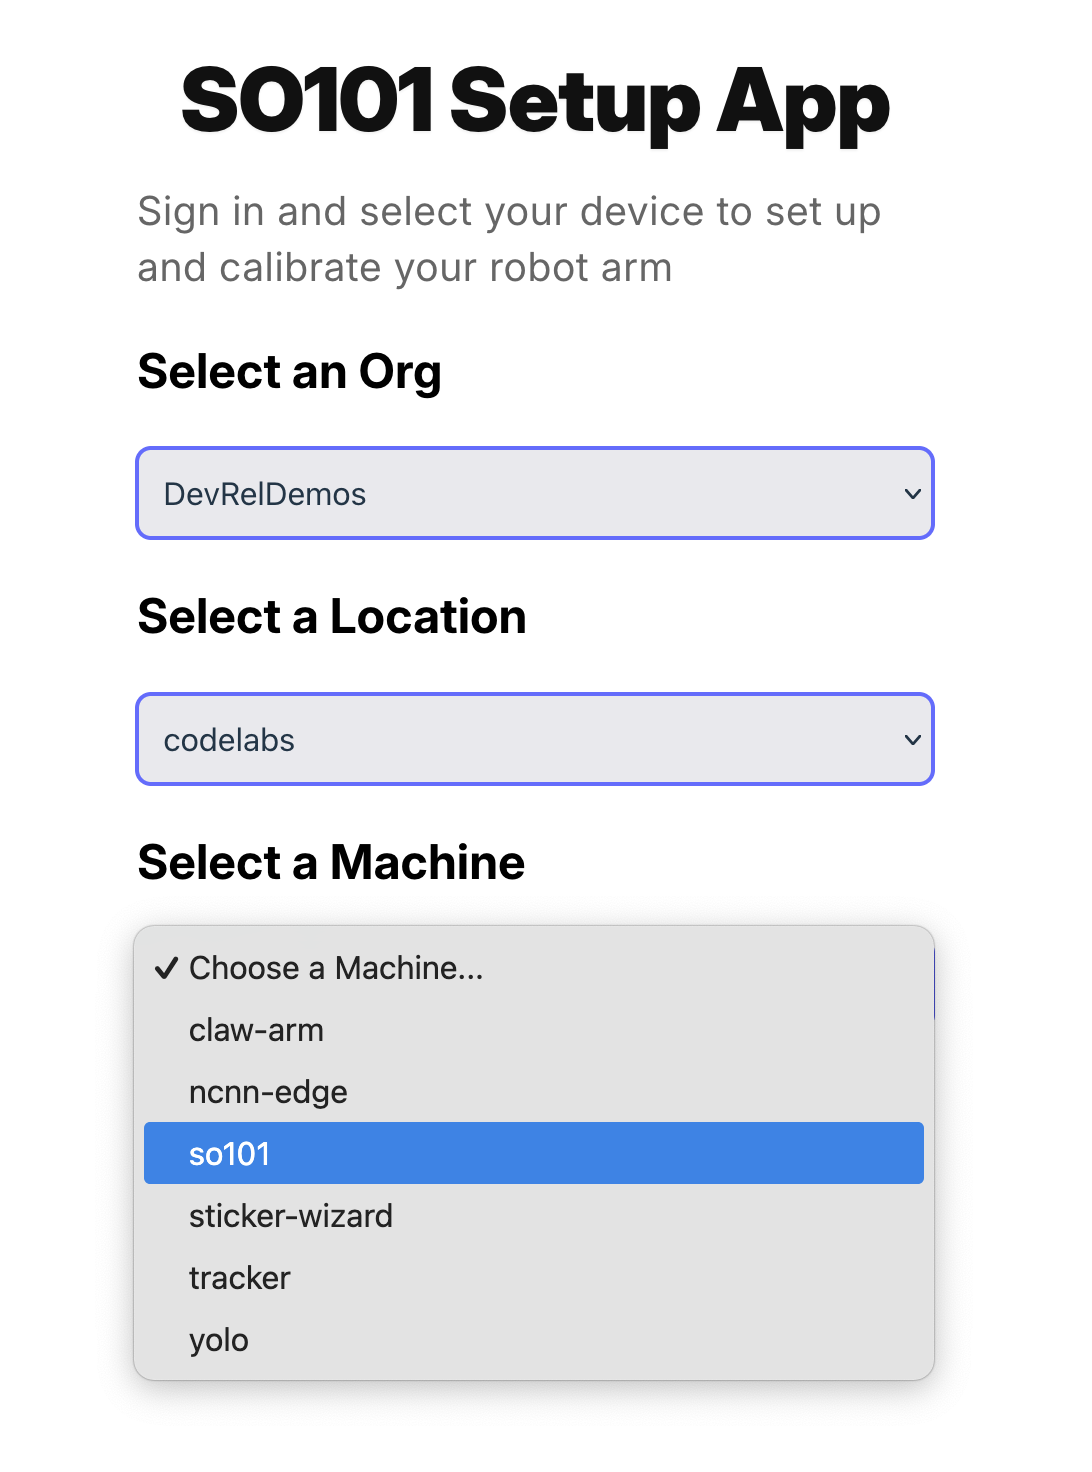 SO101 Setup App
Sign in and select your device to set up
and calibrate your robot arm
Select an Org
DevRelDemos
Select a Location
codelabs
Select a Machine
✓ Choose a Machine...
claw-arm
ncnn-edge
so101
sticker-wizard
tracker
yolo